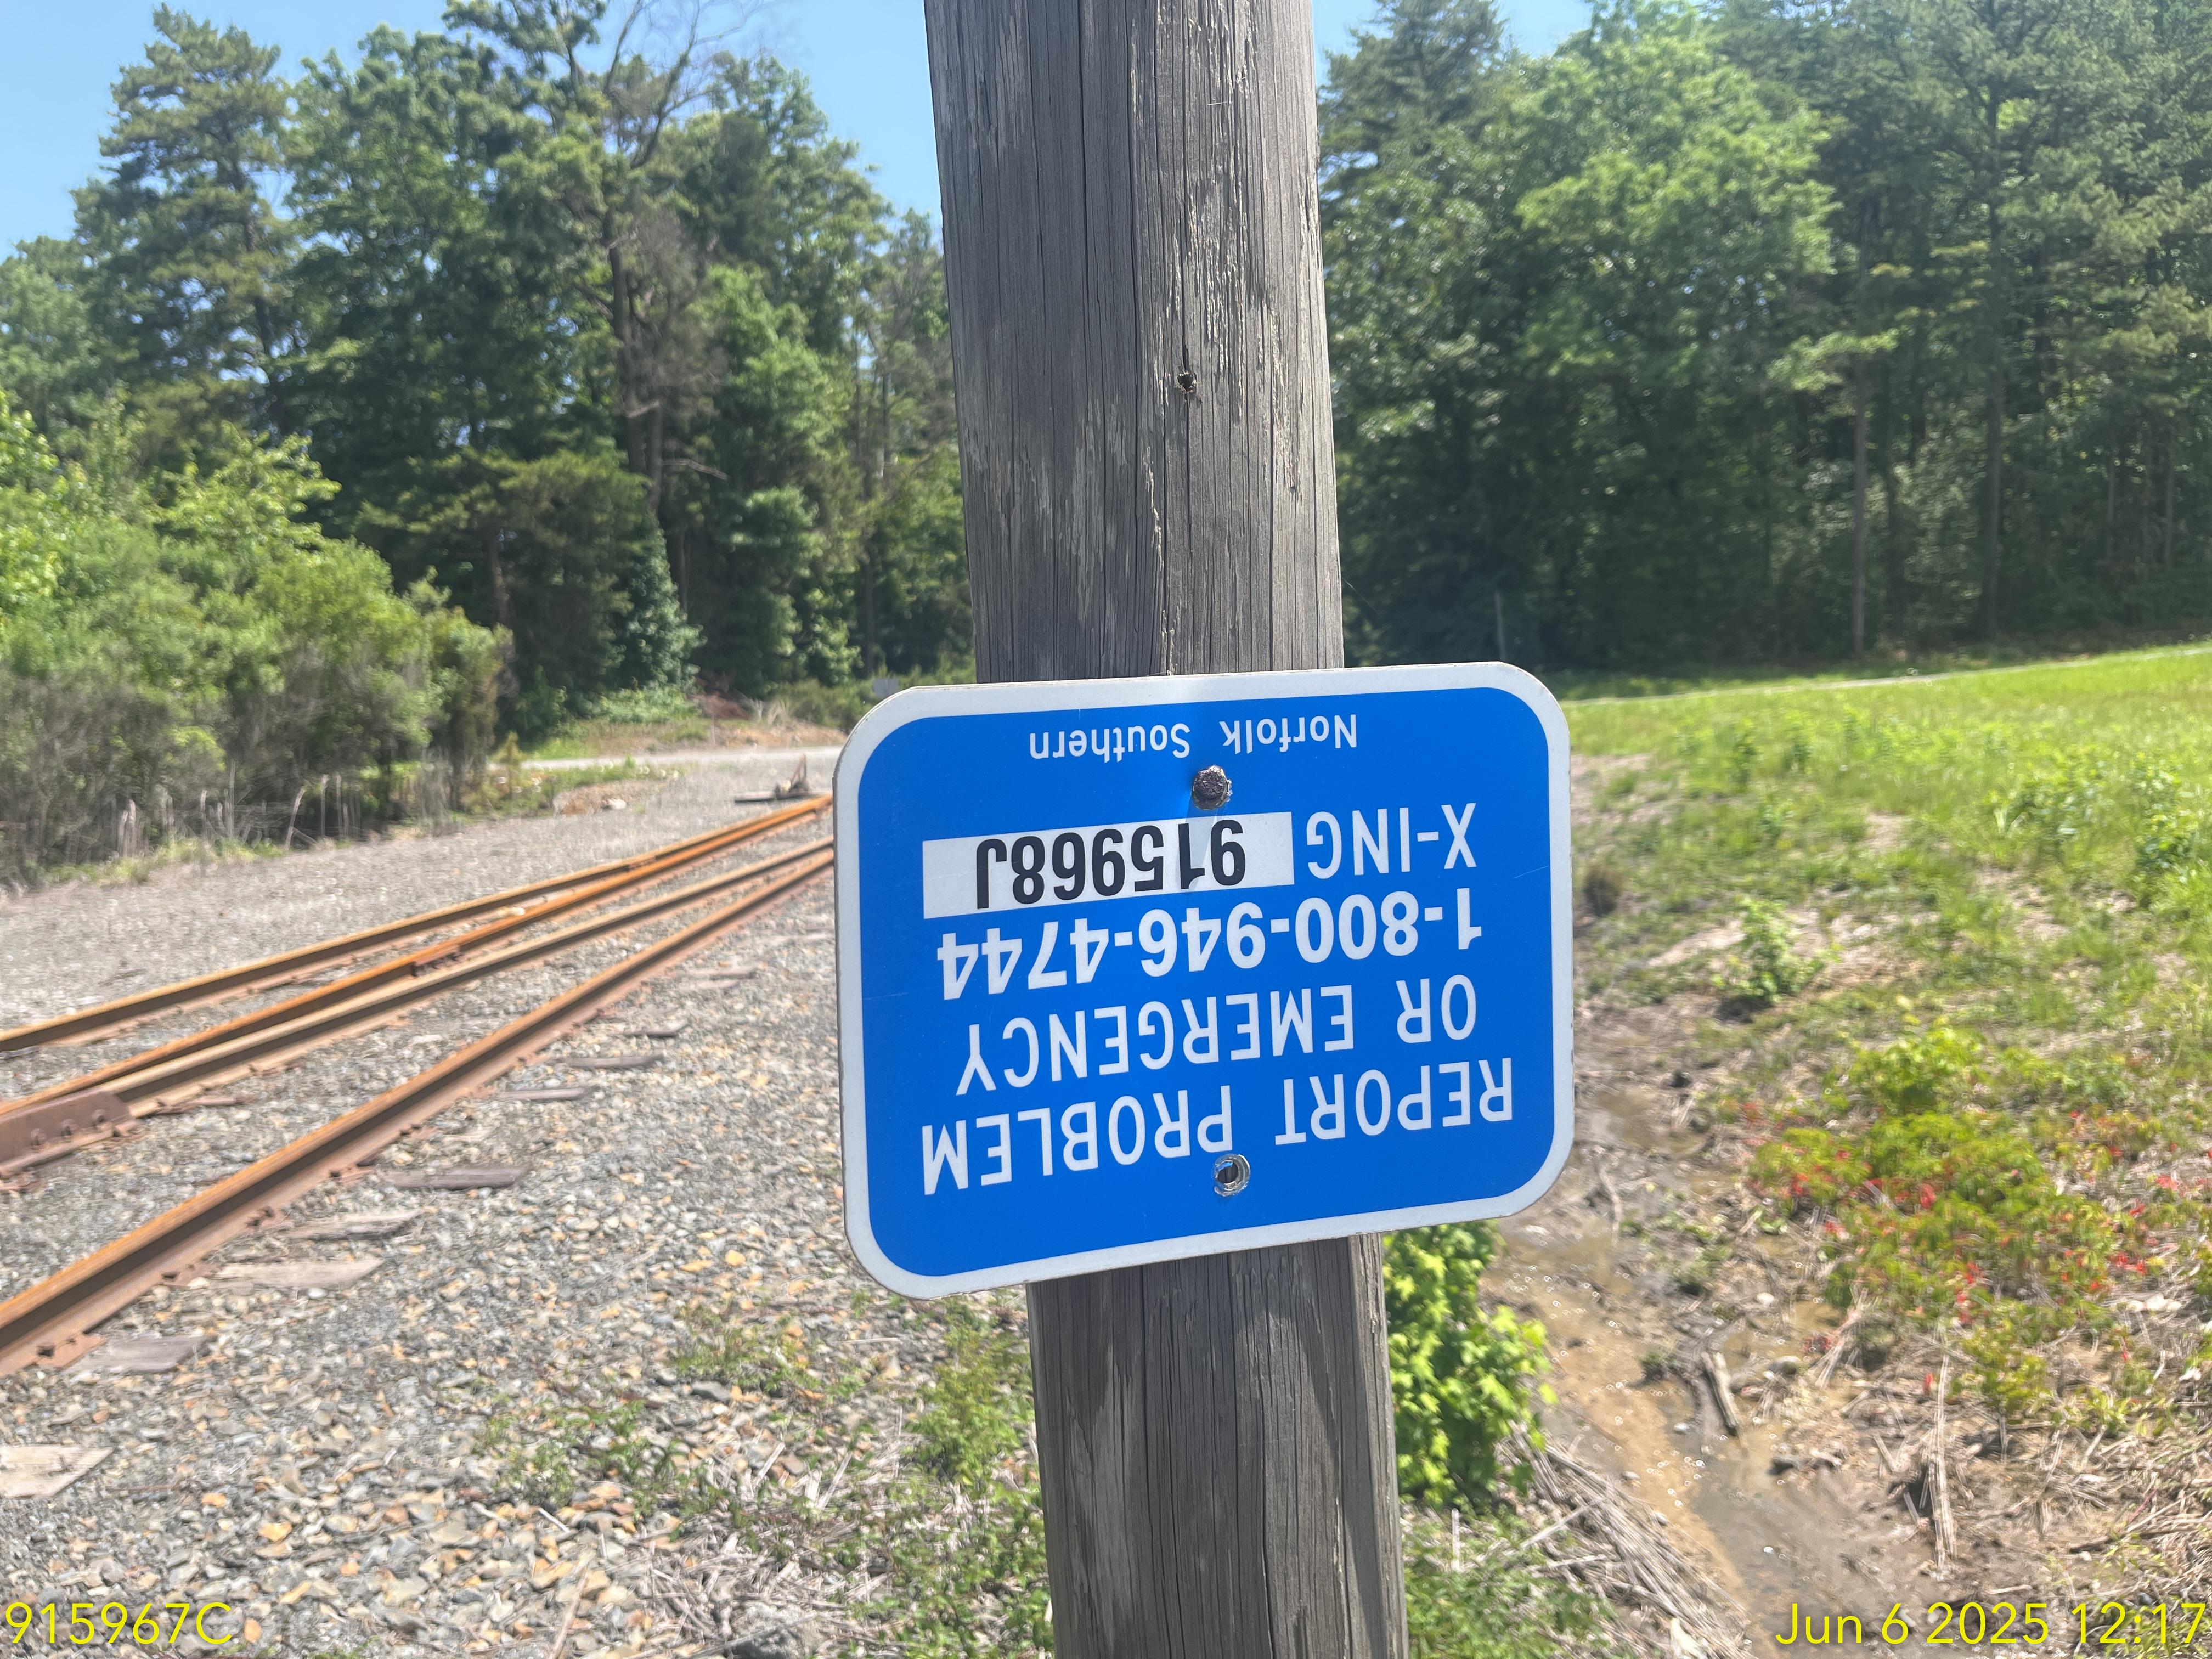 REPORT PROBLEM
OR EMERGENCY
1-800-946-4744
X-ING 915968J
Norfolk Southern
915967C
Jun 6 2025 12:17